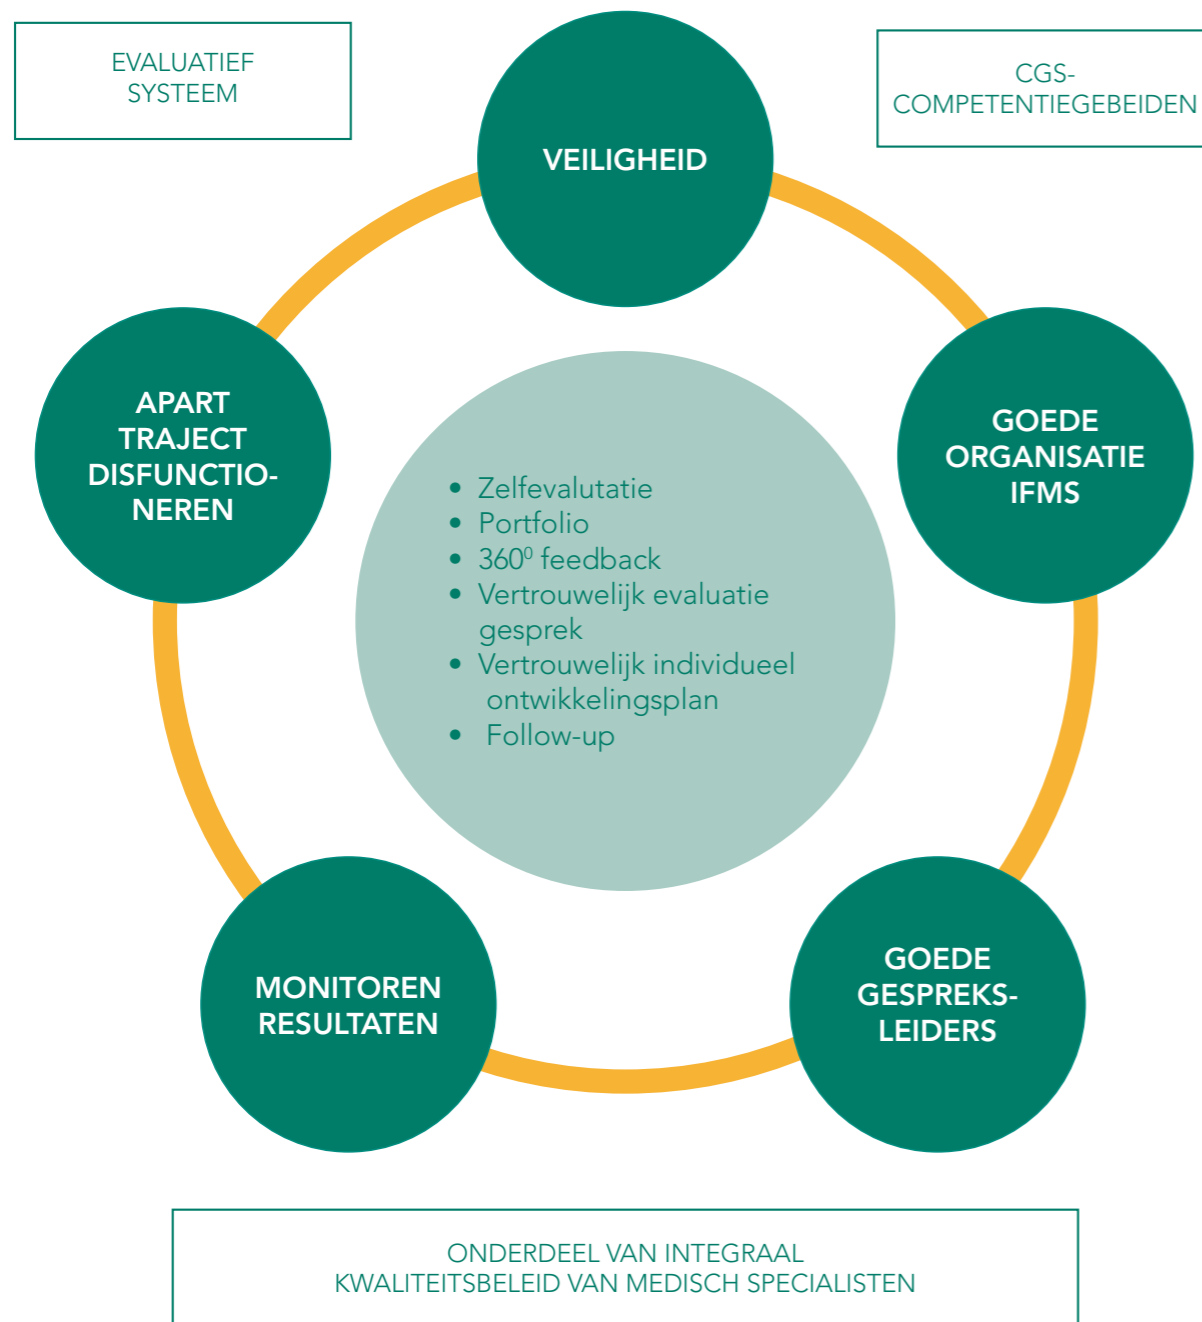 EVALUATIEF
SYSTEEM
CGS-
COMPETENTIEGEBEIDEN
VEILIGHEID
APART
TRAJECT
DISFUNCTIO-
NEREN
GOEDE
ORGANISATIE
IFMS
• Zelfevalutatie
• Portfolio
• 360⁰ feedback
• Vertrouwelijk evaluatie
gesprek
• Vertrouwelijk individueel
ontwikkelingsplan
• Follow-up
MONITOREN
RESULTATEN
GOEDE
GESPREKS-
LEIDERS
ONDERDEEL VAN INTEGRAAL
KWALITEITSBELEID VAN MEDISCH SPECIALISTEN